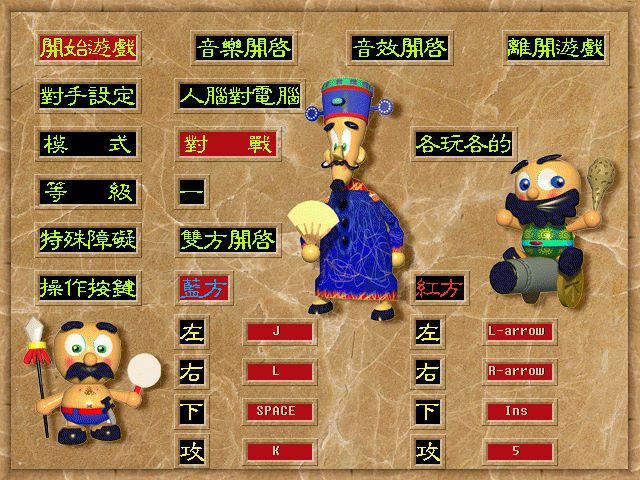 開始遊戲 音樂開啓 音效開啓 離開遊戲
對手設定 人腦對電腦
模 式 對 戰 各玩各的
等 級 一
特殊障礙 雙方開啓
操作按鍵 藍方 紅方
左 J 左 L-arrow
右 L 右 R-arrow
下 SPACE 下 Ins
攻 K 攻 5